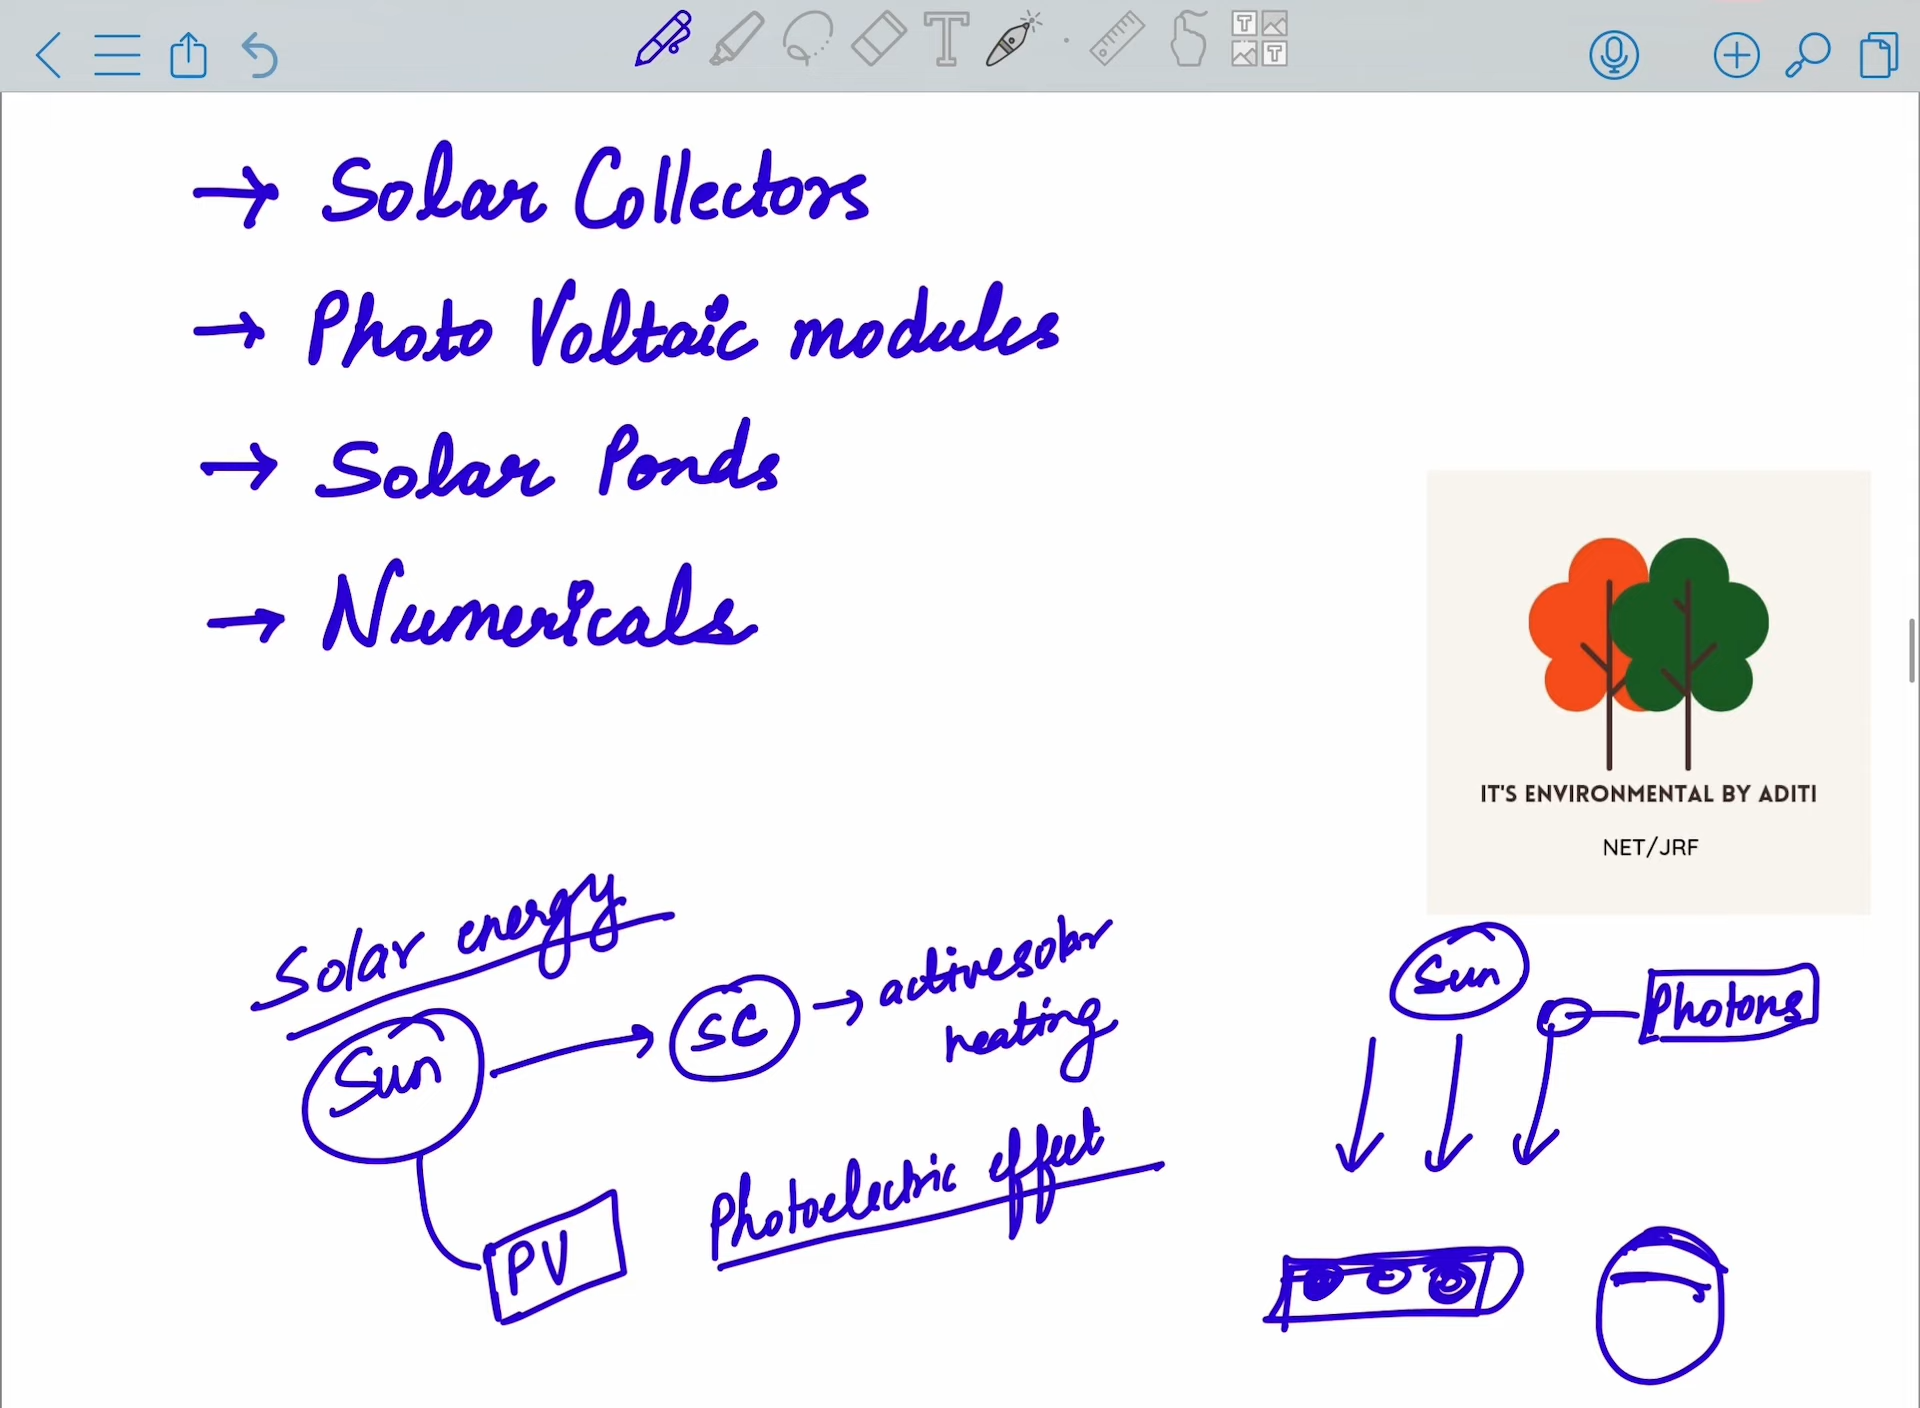 → Solar Collectors
→ Photo Voltaic modules
→ Solar Ponds
→ Numericals
IT'S ENVIRONMENTAL BY ADITI
NET/JRF
Solar energy
Sun → SC → active solar
heating
Sun
Photons
PV
Photoelectric effect